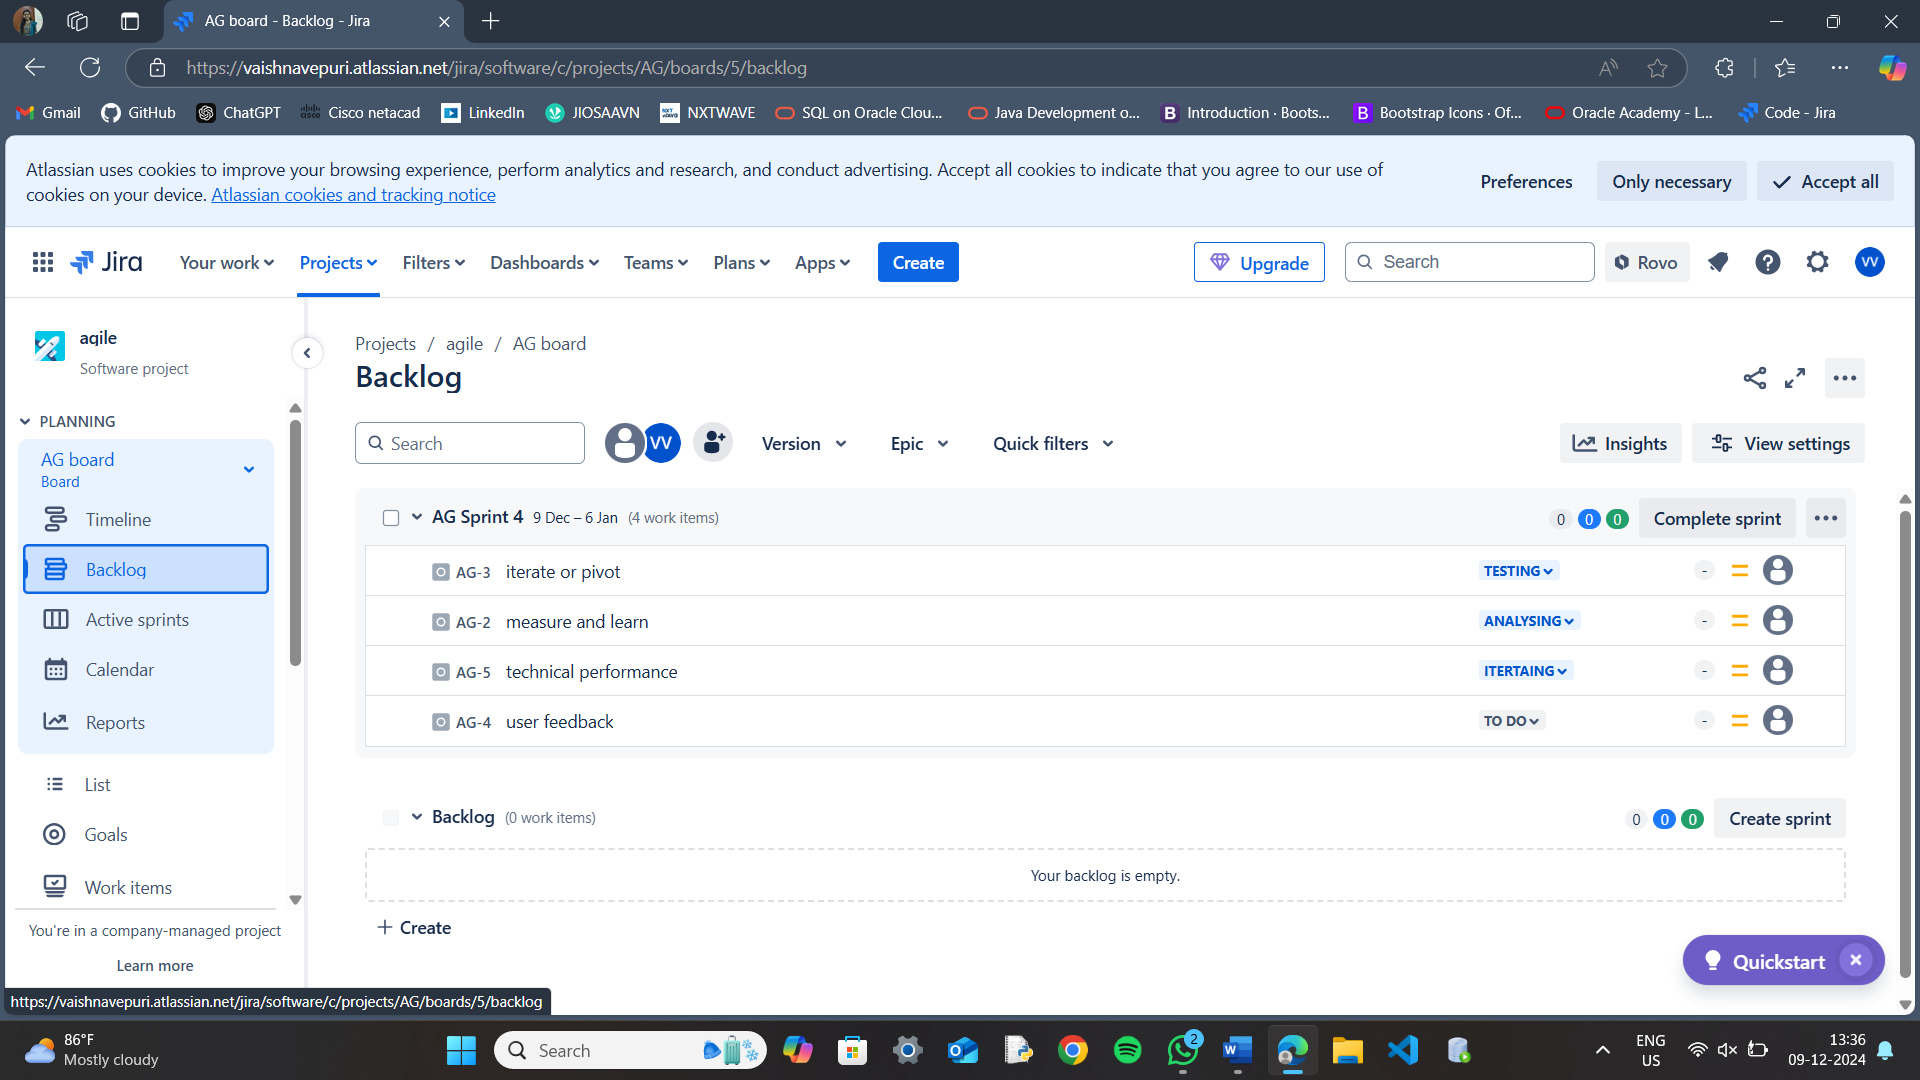 AG board - Backlog - Jira
https://vaishnavepuri.atlassian.net/jira/software/c/projects/AG/boards/5/backlog
Gmail GitHub ChatGPT Cisco netacad LinkedIn JIOSAAVN NXTWAVE SQL on Oracle Clou... Java Development o... Introduction · Boots... Bootstrap Icons · Of... Oracle Academy - L... Code - Jira
Atlassian uses cookies to improve your browsing experience, perform analytics and research, and conduct advertising. Accept all cookies to indicate that you agree to our use of
cookies on your device. Atlassian cookies and tracking notice
Preferences Only necessary Accept all
Jira Your work Projects Filters Dashboards Teams Plans Apps Create Upgrade Search Rovo VV
agile
Software project
PLANNING
AG board
Board
Timeline
Backlog
Active sprints
Calendar
Reports
List
Goals
Work items
You're in a company-managed project
Learn more
Projects / agile / AG board
Backlog
Search VV Version Epic Quick filters Insights View settings
AG Sprint 4 9 Dec – 6 Jan (4 work items) 0 0 0 Complete sprint
AG-3 iterate or pivot TESTING -
AG-2 measure and learn ANALYSING -
AG-5 technical performance ITERTAING -
AG-4 user feedback TO DO -
Backlog (0 work items) 0 0 0 Create sprint
Your backlog is empty.
+ Create
Quickstart
https://vaishnavepuri.atlassian.net/jira/software/c/projects/AG/boards/5/backlog
86°F
Mostly cloudy
Search
2
ENG
US
13:36
09-12-2024